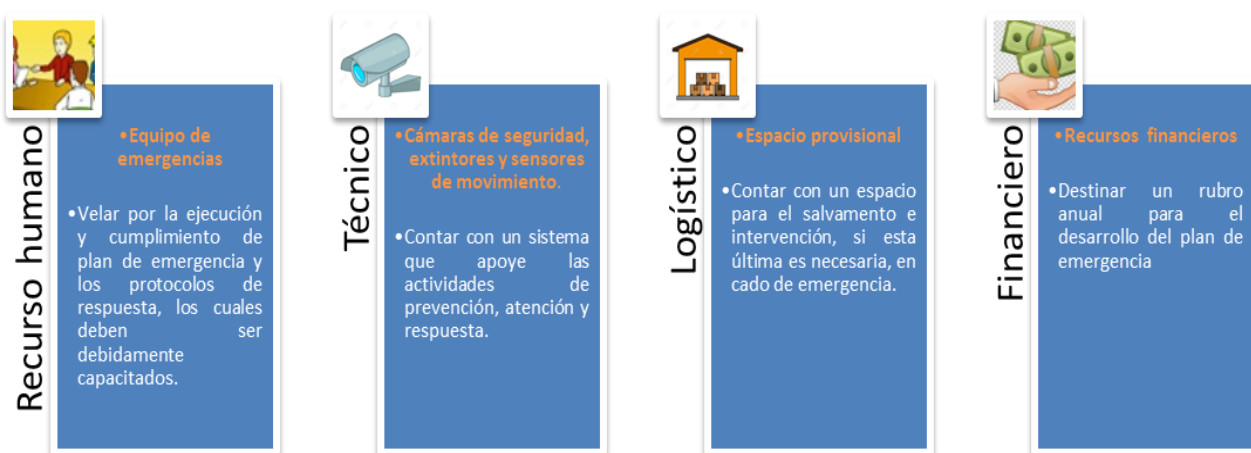 Recurso humano
•Equipo de
emergencias
•Velar por la ejecución
y cumplimiento de
plan de emergencia y
los protocolos de
respuesta, los cuales
deben ser
debidamente
capacitados.
Técnico
•Cámaras de seguridad,
extintores y sensores
de movimiento.
•Contar con un sistema
que apoye las
actividades de
prevención, atención y
respuesta.
Logístico
•Espacio provisional
•Contar con un espacio
para el salvamento e
intervención, si esta
última es necesaria, en
cado de emergencia.
Financiero
•Recursos financieros
•Destinar un rubro
anual para el
desarrollo del plan de
emergencia